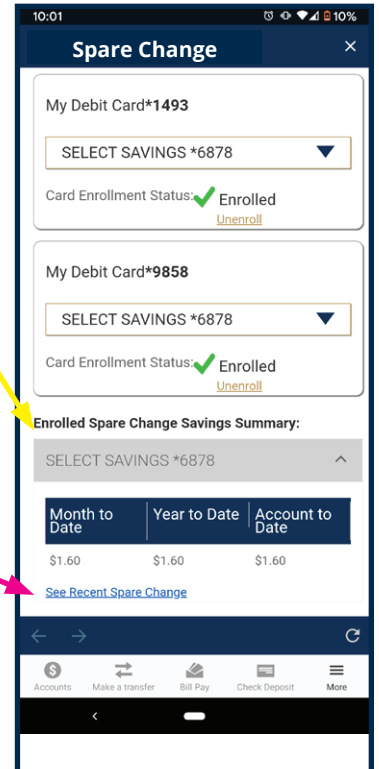 10:01 10%
Spare Change ×
My Debit Card*1493
SELECT SAVINGS *6878
Card Enrollment Status: Enrolled
Unenroll
My Debit Card*9858
SELECT SAVINGS *6878
Card Enrollment Status: Enrolled
Unenroll
Enrolled Spare Change Savings Summary:
SELECT SAVINGS *6878
Month to Date Year to Date Account to Date
$1.60 $1.60 $1.60
See Recent Spare Change
Accounts Make a transfer Bill Pay Check Deposit More